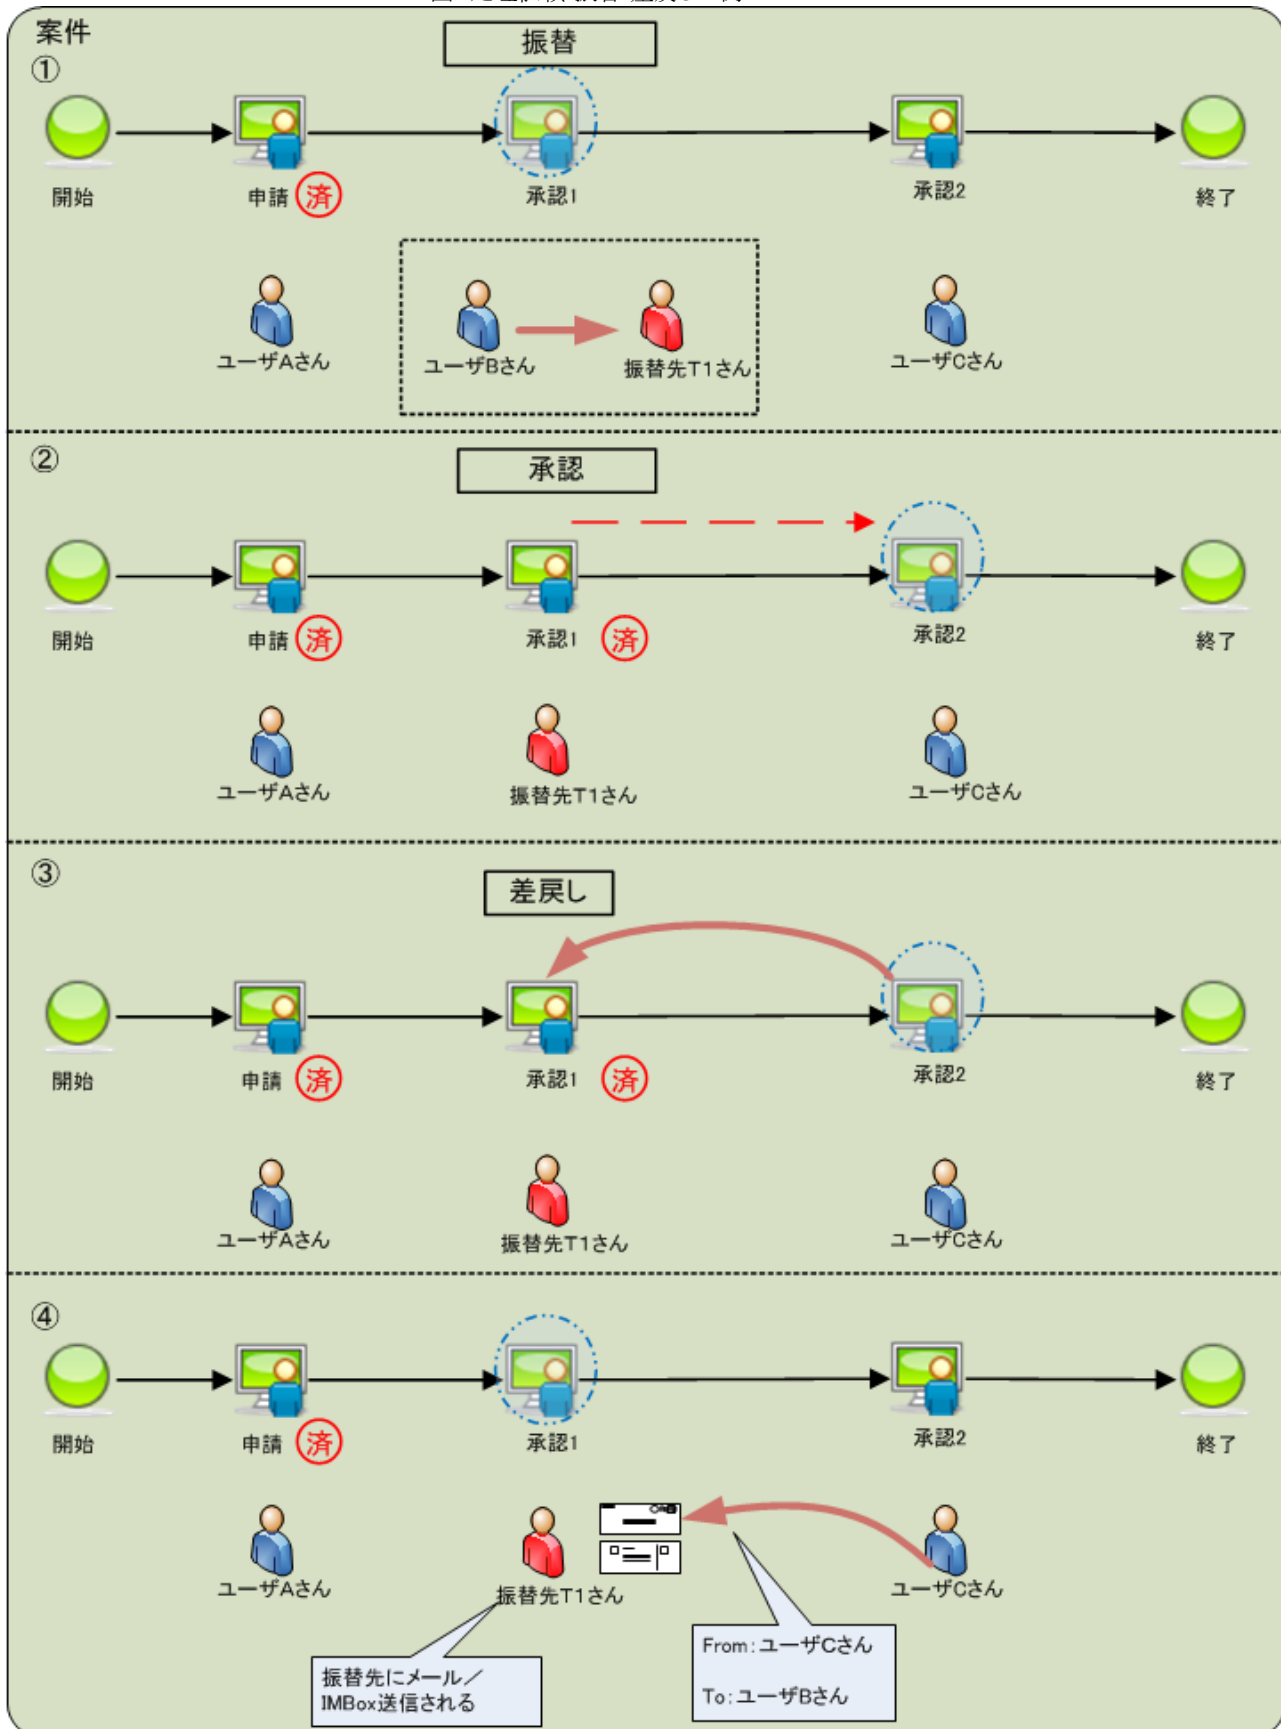 案件
①
振替
開始
申請 済
承認1
承認2
終了
ユーザAさん
ユーザBさん
振替先T1さん
ユーザCさん
②
承認
開始
申請 済
承認1 済
承認2
終了
ユーザAさん
振替先T1さん
ユーザCさん
③
差戻し
開始
申請 済
承認1 済
承認2
終了
ユーザAさん
振替先T1さん
ユーザCさん
④
開始
申請 済
承認1
承認2
終了
ユーザAさん
振替先T1さん
ユーザCさん
振替先にメール／
IMBox送信される
From：ユーザCさん
To：ユーザBさん